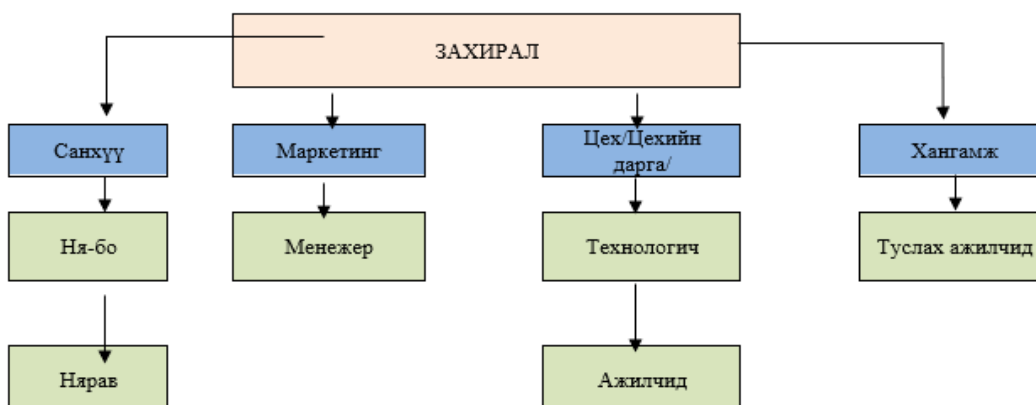 ЗАХИРАЛ
Санхүү
Маркетинг
Цех/Цехийн
дарга/
Хангамж
Ня-бо
Менежер
Технологич
Туслах ажилчид
Нярав
Ажилчид